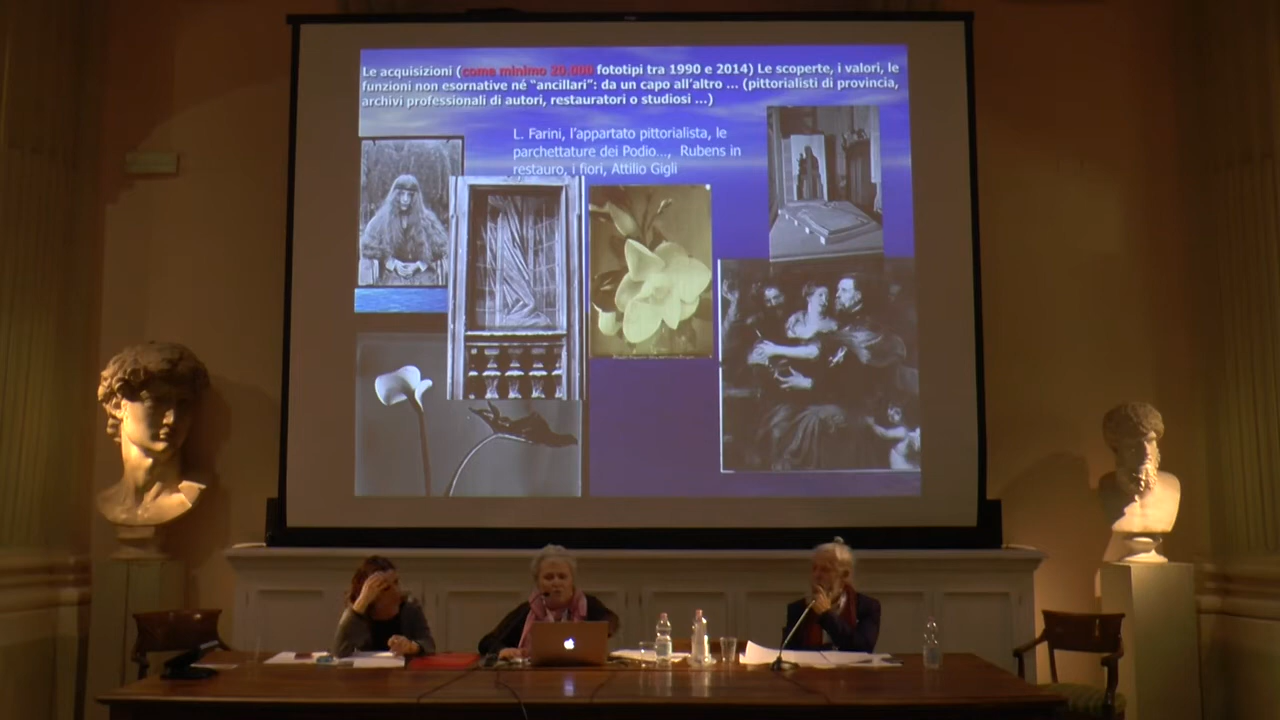 Le acquisizioni (come minimo 20.000 fototipi tra 1990 e 2014) Le scoperte, i valori, le
funzioni non esornative né “ancillari”: da un capo all’altro ... (pittorialisti di provincia,
archivi professionali di autori, restauratori o studiosi ...)
L. Farini, l’appartato pittorialista, le
parchettature dei Podio..., Rubens in
restauro, i fiori, Attilio Gigli